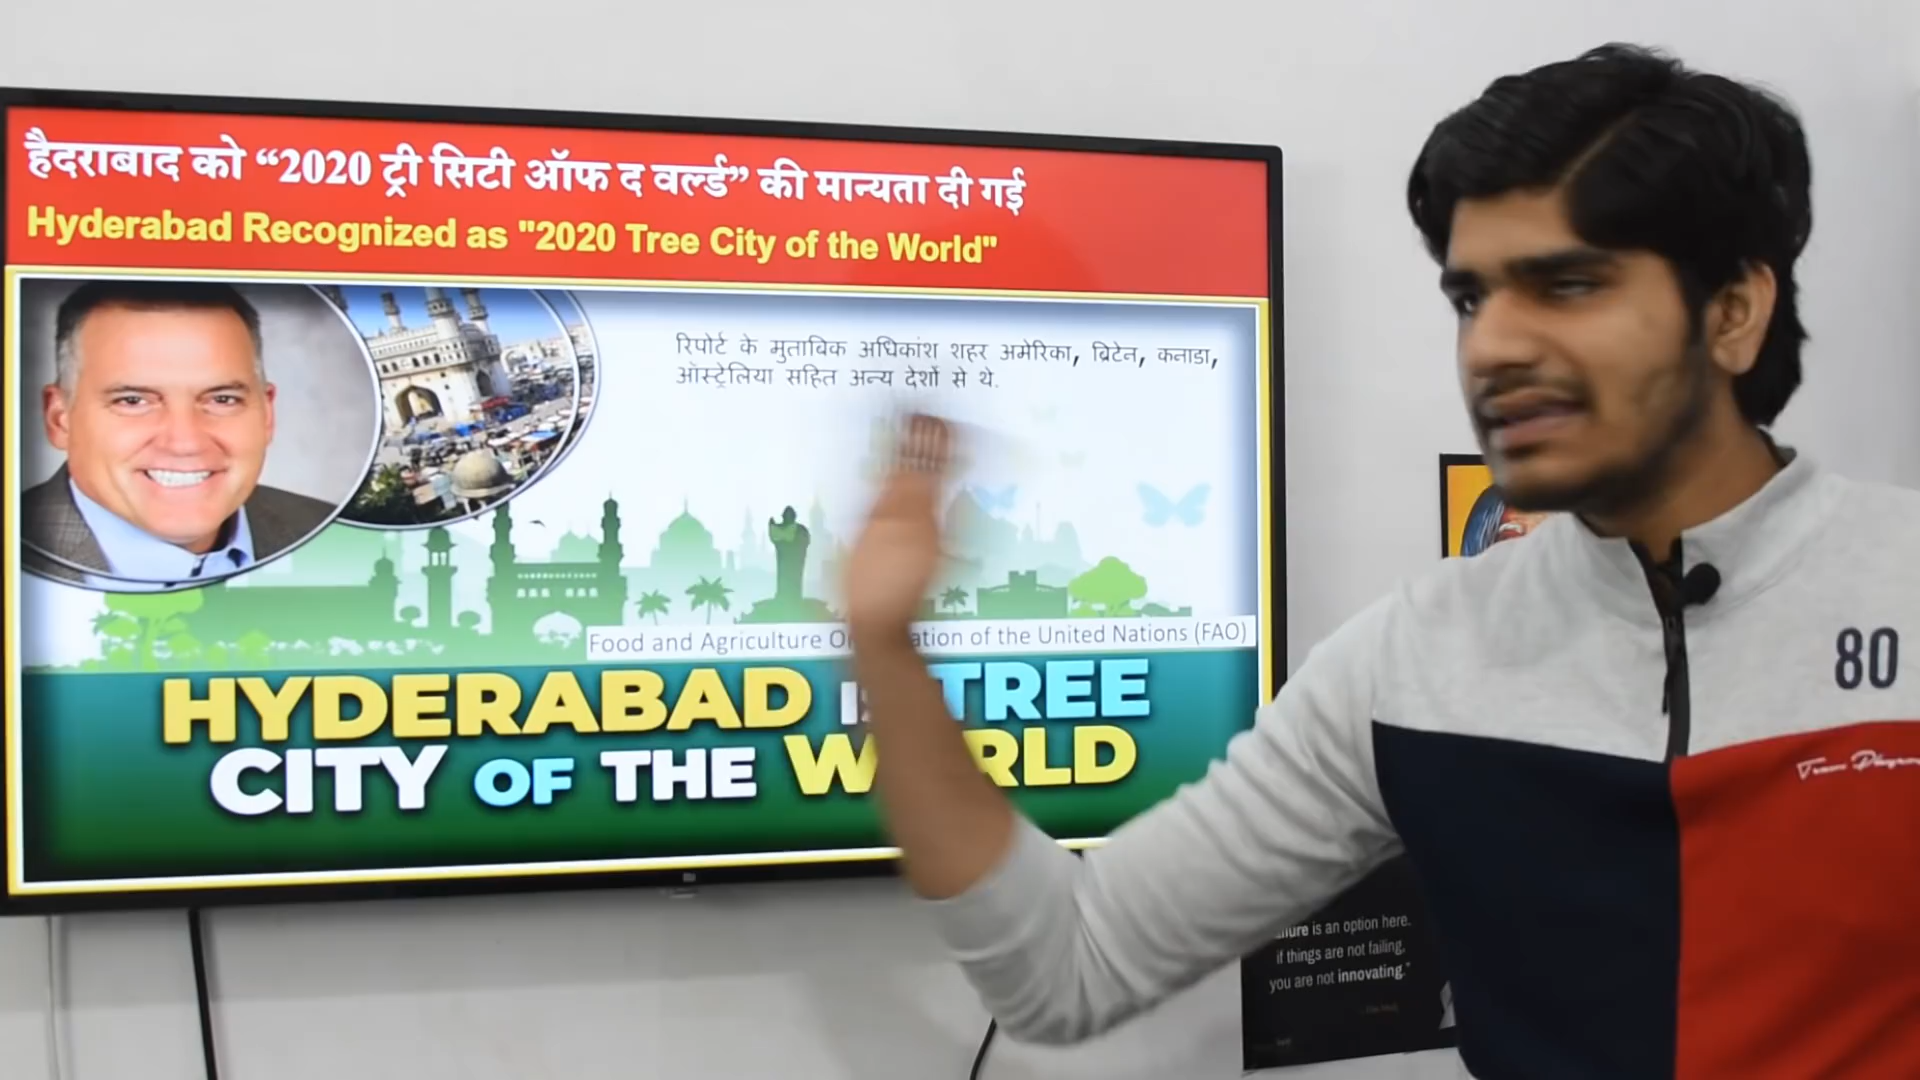 हैदराबाद को “2020 ट्री सिटी ऑफ द वर्ल्ड” की मान्यता दी गई
Hyderabad Recognized as "2020 Tree City of the World"
रिपोर्ट के मुताबिक अधिकांश शहर अमेरिका, ब्रिटेन, कनाडा,
ऑस्ट्रेलिया सहित अन्य देशों से थे.
Food and Agriculture of the United Nations (FAO)
HYDERABAD TREE
CITY OF THE
80
is an option here.
if things are not failing,
you are not innovating."